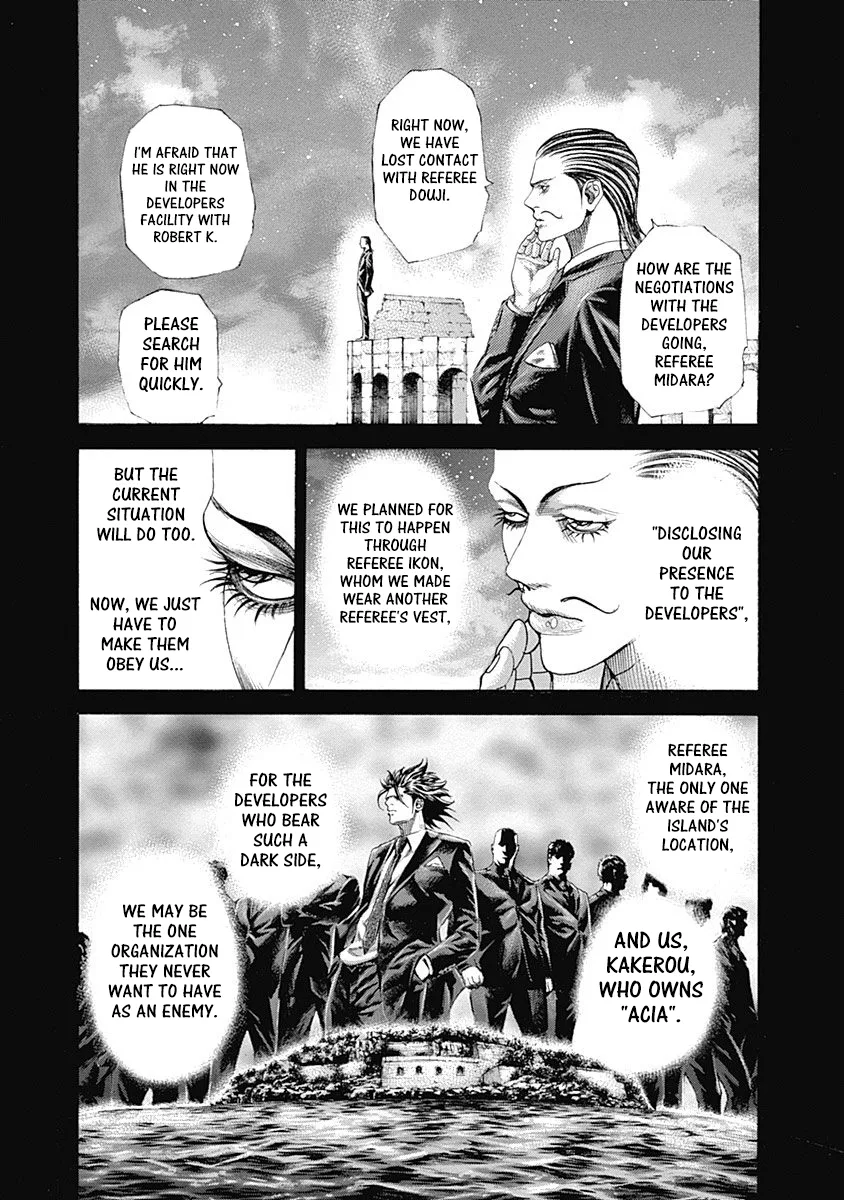 HOW ARE THE
NEGOTIATIONS
WITH THE
DEVELOPERS
GOING,
REFEREE
MIDARA?
RIGHT NOW,
WE HAVE
LOST CONTACT
WITH REFEREE
DOUJI.
I'M AFRAID THAT
HE IS RIGHT NOW
IN THE
DEVELOPERS
FACILITY WITH
ROBERT K.
PLEASE
SEARCH
FOR HIM
QUICKLY.
"DISCLOSING
OUR
PRESENCE
TO THE
DEVELOPERS",
WE PLANNED FOR
THIS TO HAPPEN
THROUGH
REFEREE IKON,
WHOM WE MADE
WEAR ANOTHER
REFEREE'S VEST,
BUT THE
CURRENT
SITUATION
WILL DO TOO.
NOW, WE JUST
HAVE TO
MAKE THEM
OBEY US...
REFEREE
MIDARA,
THE ONLY ONE
AWARE OF THE
ISLAND'S
LOCATION,
AND US,
KAKEROU,
WHO OWNS
"ACIA".
FOR THE
DEVELOPERS
WHO BEAR
SUCH A
DARK SIDE,
WE MAY BE
THE ONE
ORGANIZATION
THEY NEVER
WANT TO HAVE
AS AN ENEMY.